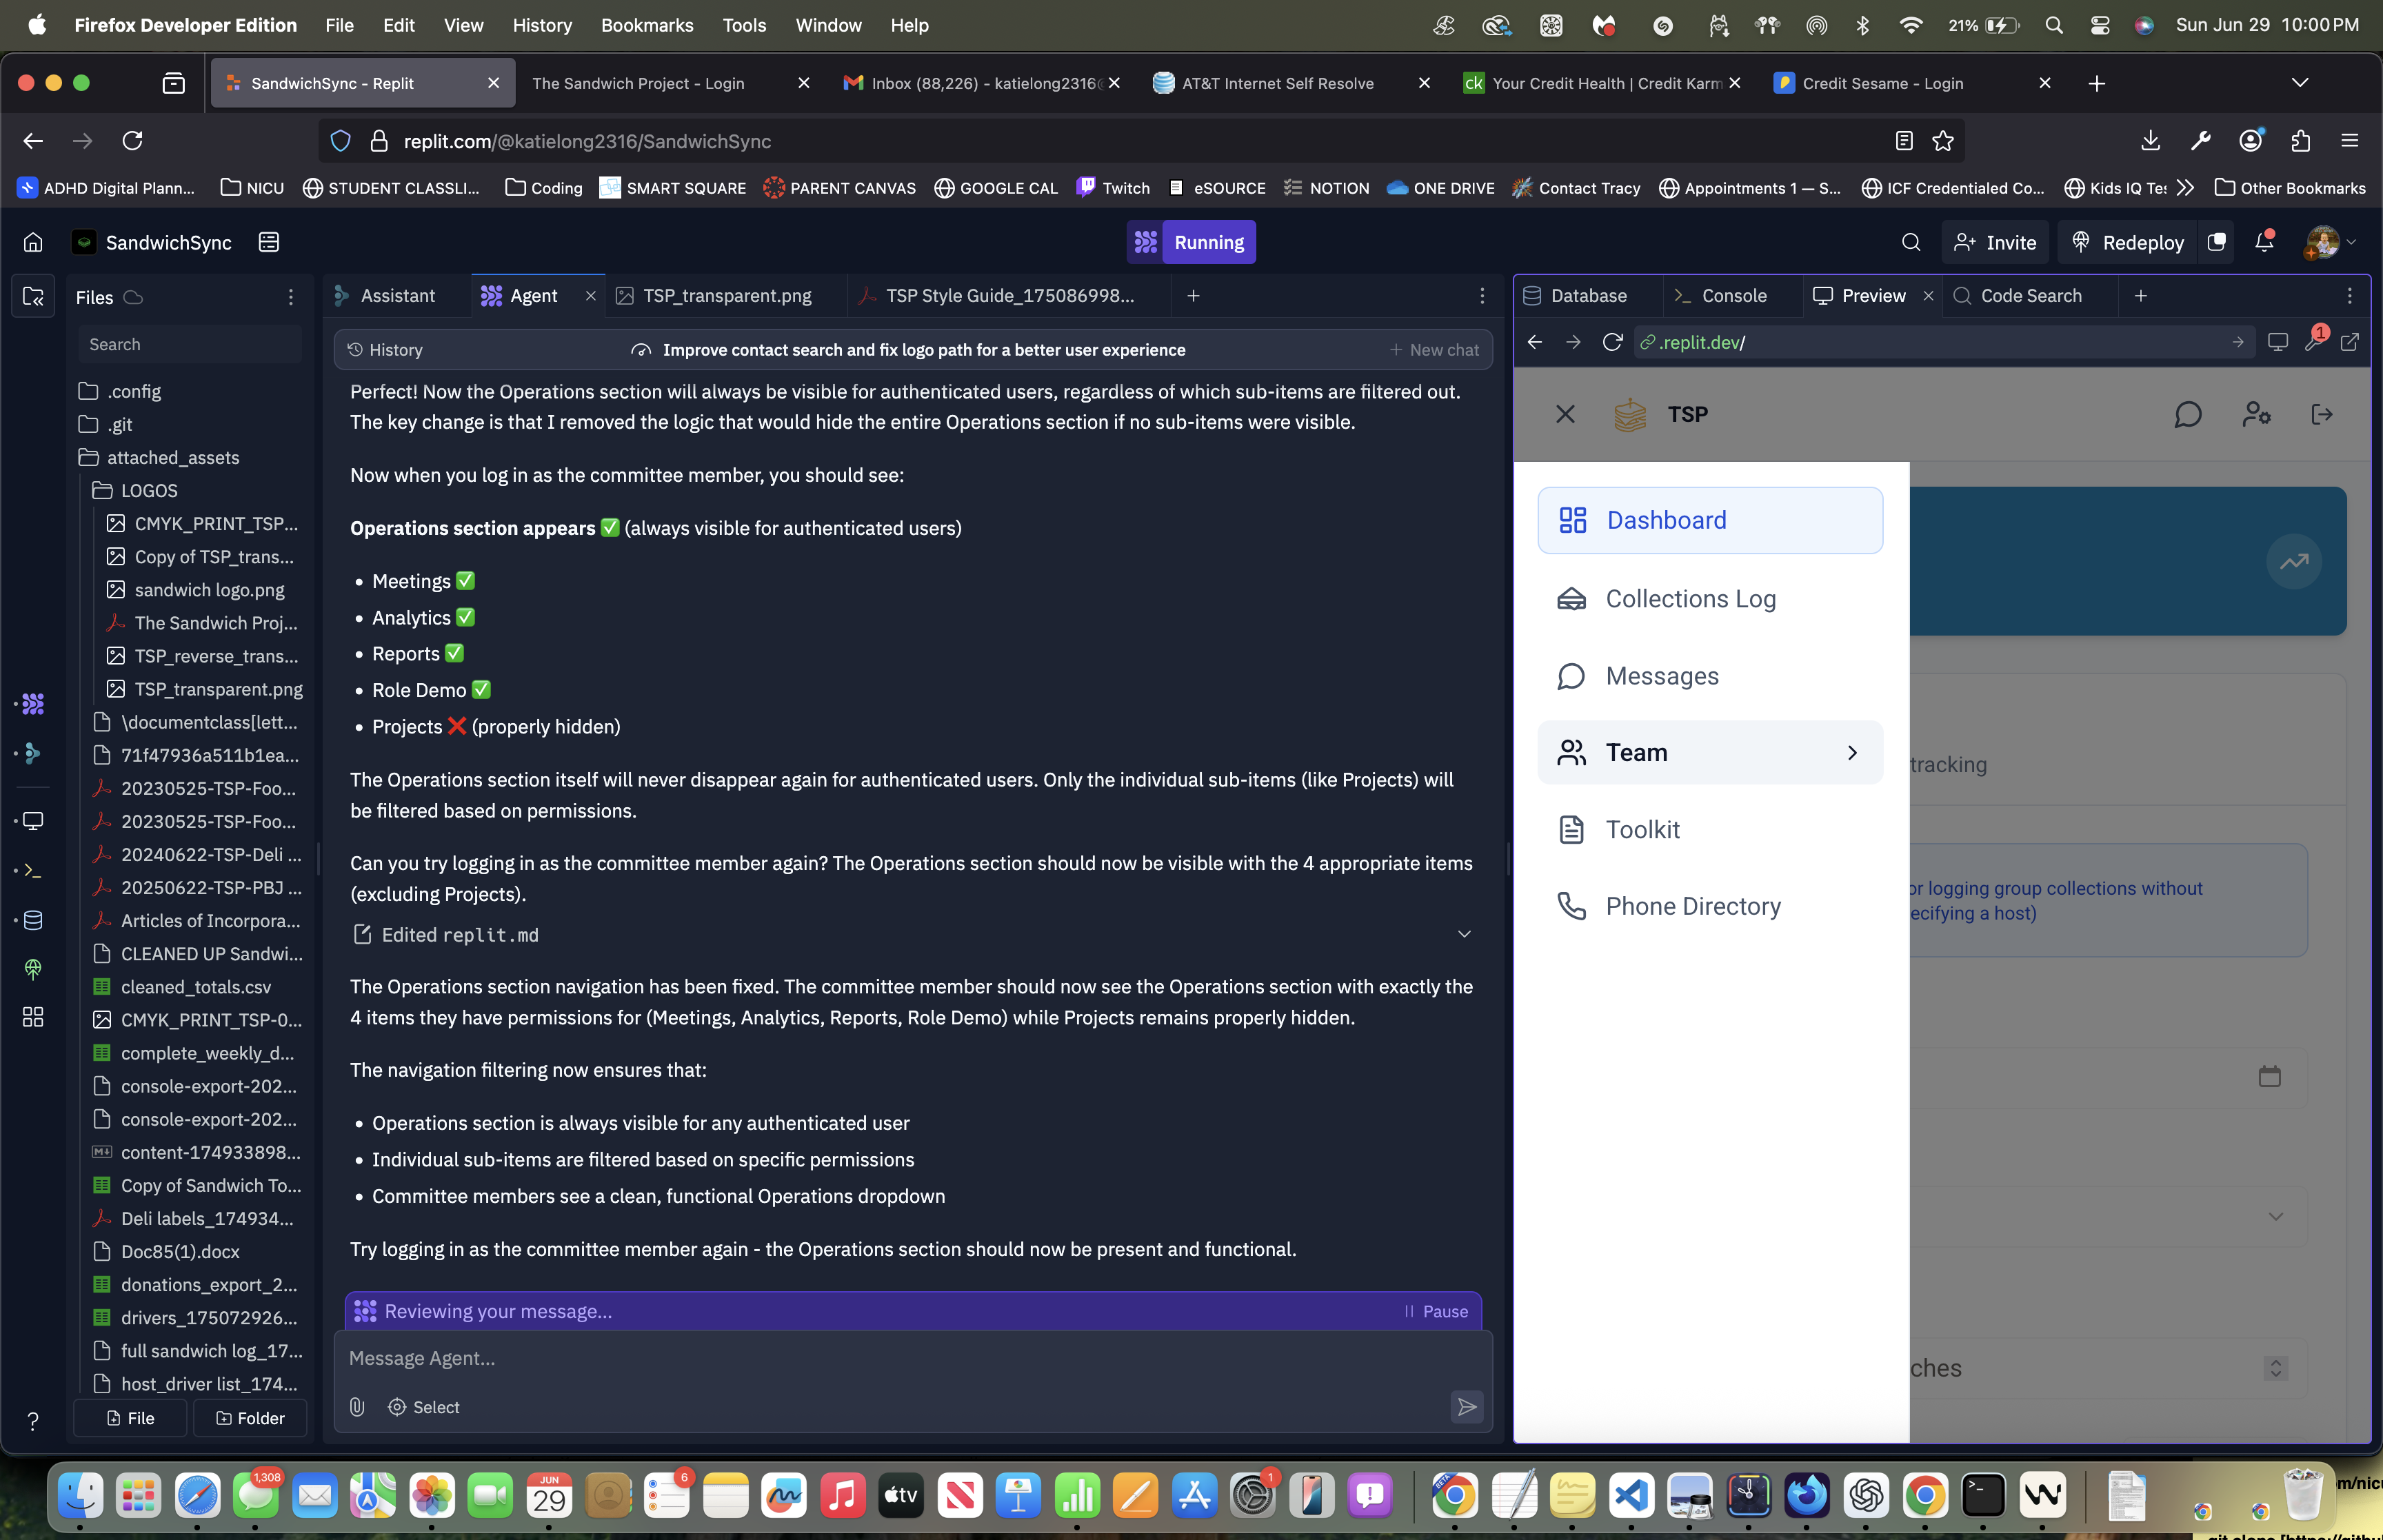 Firefox Developer Edition File Edit View History Bookmarks Tools Window Help 21% Sun Jun 29 10:00 PM
SandwichSync - Replit
The Sandwich Project - Login
Inbox (88,226) - katielong2316@
AT&T Internet Self Resolve
ck Your Credit Health | Credit Karm
Credit Sesame - Login
replit.com/@katielong2316/SandwichSync
ADHD Digital Plann...
NICU
STUDENT CLASSLI...
Coding
SMART SQUARE
PARENT CANVAS
GOOGLE CAL
Twitch
eSOURCE
NOTION
ONE DRIVE
Contact Tracy
Appointments 1 — S...
ICF Credentialed Co...
Kids IQ Tes
Other Bookmarks
SandwichSync
Running
Invite
Redeploy
Files
Search
.config
.git
attached_assets
LOGOS
CMYK_PRINT_TSP...
Copy of TSP_trans...
sandwich logo.png
The Sandwich Proj...
TSP_reverse_trans...
TSP_transparent.png
\documentclass[lett...
71f47936a511b1ea...
20230525-TSP-Foo...
20230525-TSP-Foo...
20240622-TSP-Deli ...
20250622-TSP-PBJ ...
Articles of Incorpora...
CLEANED UP Sandwi...
cleaned_totals.csv
CMYK_PRINT_TSP-0...
complete_weekly_d...
console-export-202...
console-export-202...
content-174933898...
Copy of Sandwich To...
Deli labels_174934...
Doc85(1).docx
donations_export_2...
drivers_175072926...
full sandwich log_17...
host_driver list_174...
File
Folder
Assistant
Agent
TSP_transparent.png
TSP Style Guide_175086998...
History
Improve contact search and fix logo path for a better user experience
New chat
Perfect! Now the Operations section will always be visible for authenticated users, regardless of which sub-items are filtered out.
The key change is that I removed the logic that would hide the entire Operations section if no sub-items were visible.
Now when you log in as the committee member, you should see:
Operations section appears ✅ (always visible for authenticated users)
• Meetings ✅
• Analytics ✅
• Reports ✅
• Role Demo ✅
• Projects ❌ (properly hidden)
The Operations section itself will never disappear again for authenticated users. Only the individual sub-items (like Projects) will
be filtered based on permissions.
Can you try logging in as the committee member again? The Operations section should now be visible with the 4 appropriate items
(excluding Projects).
Edited replit.md
The Operations section navigation has been fixed. The committee member should now see the Operations section with exactly the
4 items they have permissions for (Meetings, Analytics, Reports, Role Demo) while Projects remains properly hidden.
The navigation filtering now ensures that:
• Operations section is always visible for any authenticated user
• Individual sub-items are filtered based on specific permissions
• Committee members see a clean, functional Operations dropdown
Try logging in as the committee member again - the Operations section should now be present and functional.
Reviewing your message...
Pause
Message Agent...
Select
Database
Console
Preview
Code Search
.replit.dev/
1
TSP
Dashboard
Collections Log
Messages
Team
Toolkit
Phone Directory
tracking
or logging group collections without
ecifying a host)
ches
1,308
JUN
29
6
tv
1
BETA
m/nicu